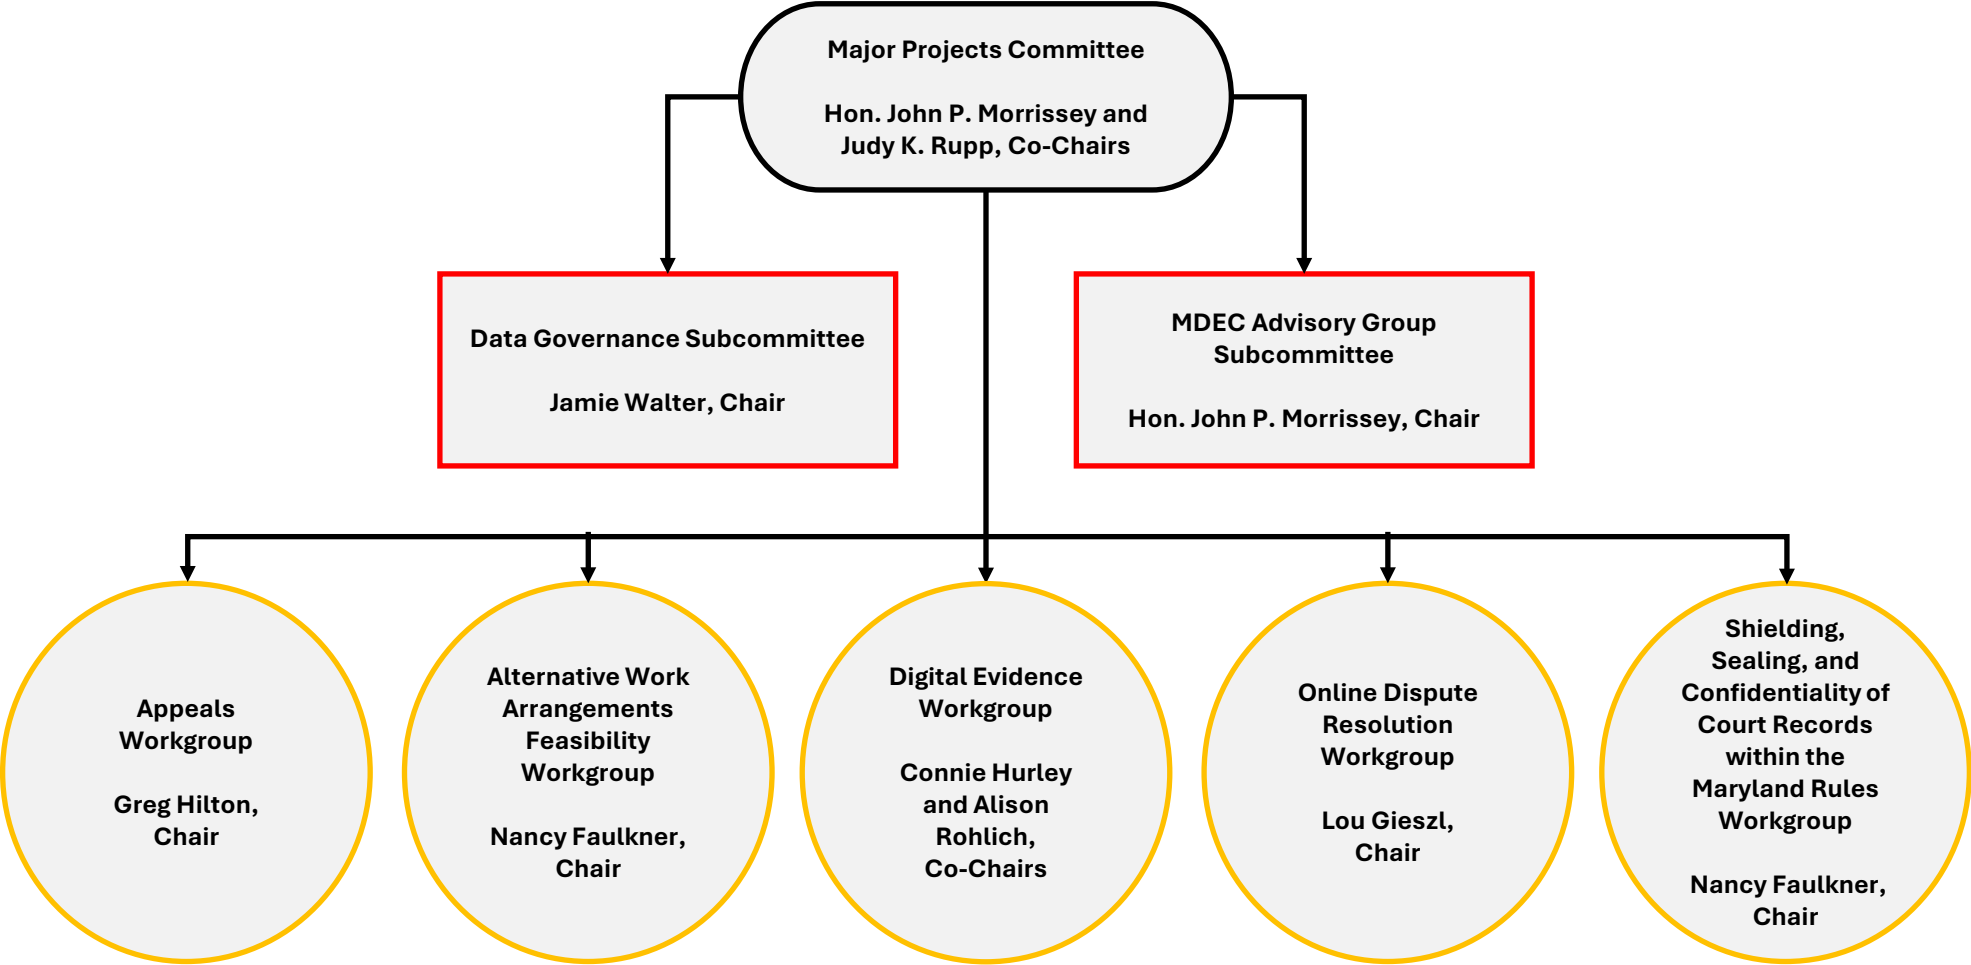 Major Projects Committee
Hon. John P. Morrissey and
Judy K. Rupp, Co-Chairs
Data Governance Subcommittee
Jamie Walter, Chair
MDEC Advisory Group
Subcommittee
Hon. John P. Morrissey, Chair
Appeals
Workgroup
Greg Hilton,
Chair
Alternative Work
Arrangements
Feasibility
Workgroup
Nancy Faulkner,
Chair
Digital Evidence
Workgroup
Connie Hurley
and Alison
Rohlich,
Co-Chairs
Online Dispute
Resolution
Workgroup
Lou Gieszl,
Chair
Shielding,
Sealing, and
Confidentiality of
Court Records
within the
Maryland Rules
Workgroup
Nancy Faulkner,
Chair